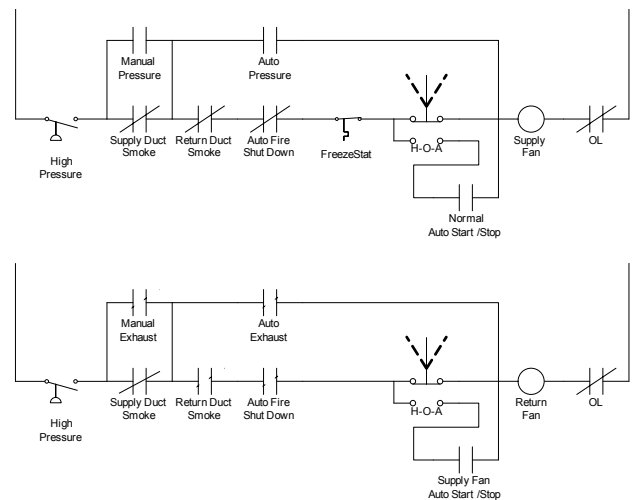 Manual
Pressure
Auto
Pressure
High
Pressure
Supply Duct
Smoke
Return Duct
Smoke
Auto Fire
Shut Down
FreezeStat
H-O-A
Supply
Fan
OL
Normal
Auto Start /Stop
Manual
Exhaust
Auto
Exhaust
High
Pressure
Supply Duct
Smoke
Return Duct
Smoke
Auto Fire
Shut Down
H-O-A
Return
Fan
OL
Supply Fan
Auto Start /Stop